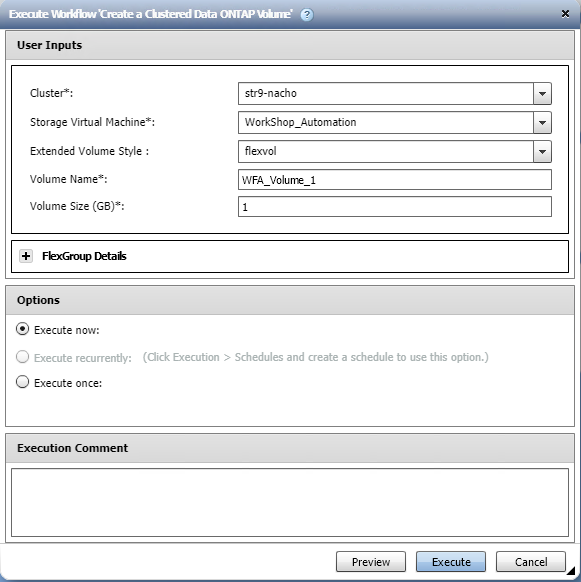 Execute Workflow 'Create a Clustered Data ONTAP Volume' ?
User Inputs
Cluster*: str9-nacho
Storage Virtual Machine*: WorkShop_Automation
Extended Volume Style : flexvol
Volume Name*: WFA_Volume_1
Volume Size (GB)*: 1
FlexGroup Details
Options
Execute now:
Execute recurrently: (Click Execution > Schedules and create a schedule to use this option.)
Execute once:
Execution Comment
Preview Execute Cancel